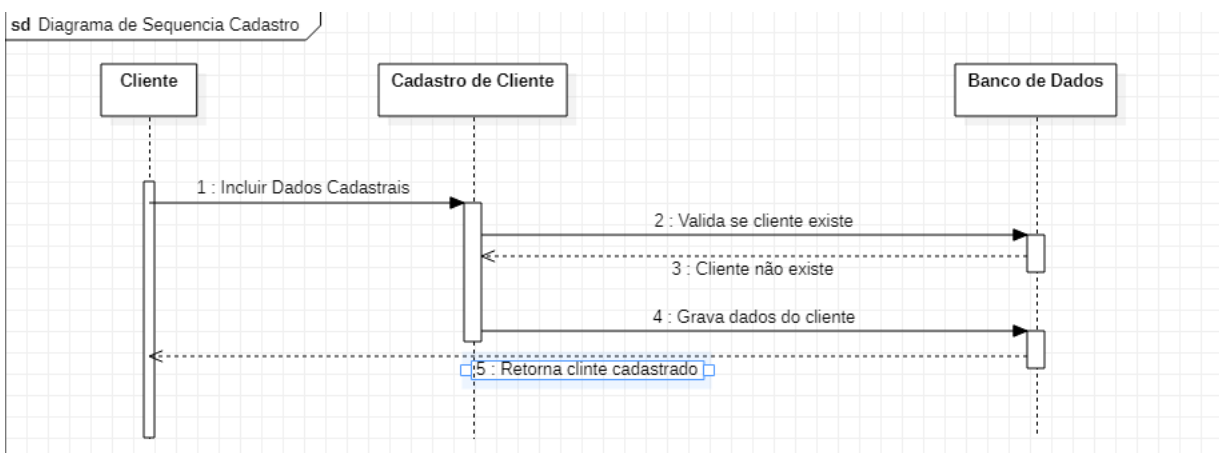 sd Diagrama de Sequencia Cadastro
Cliente
Cadastro de Cliente
Banco de Dados
1 : Incluir Dados Cadastrais
2 : Valida se cliente existe
3 : Cliente não existe
4 : Grava dados do cliente
5 : Retorna clinte cadastrado